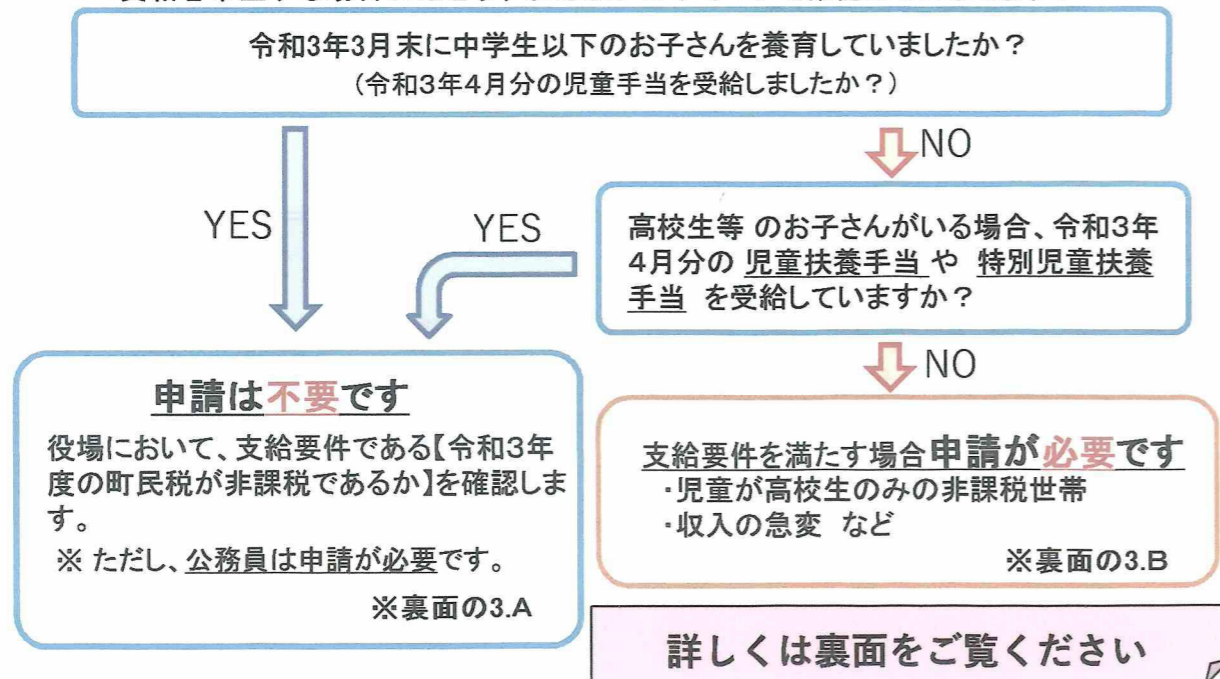 令和3年3月末に中学生以下のお子さんを養育していましたか？
（令和3年4月分の児童手当を受給しましたか？）
NO
YES
YES
高校生等 のお子さんがいる場合、令和3年
4月分の 児童扶養手当 や 特別児童扶養
手当 を受給していますか？
NO
申請は不要です
役場において、支給要件である【令和3年
度の町民税が非課税であるか】を確認しま
す。
※ ただし、公務員は申請が必要です。
※裏面の3.A
支給要件を満たす場合申請が必要です
・児童が高校生のみの非課税世帯
・収入の急変 など
※裏面の3.B
詳しくは裏面をご覧ください